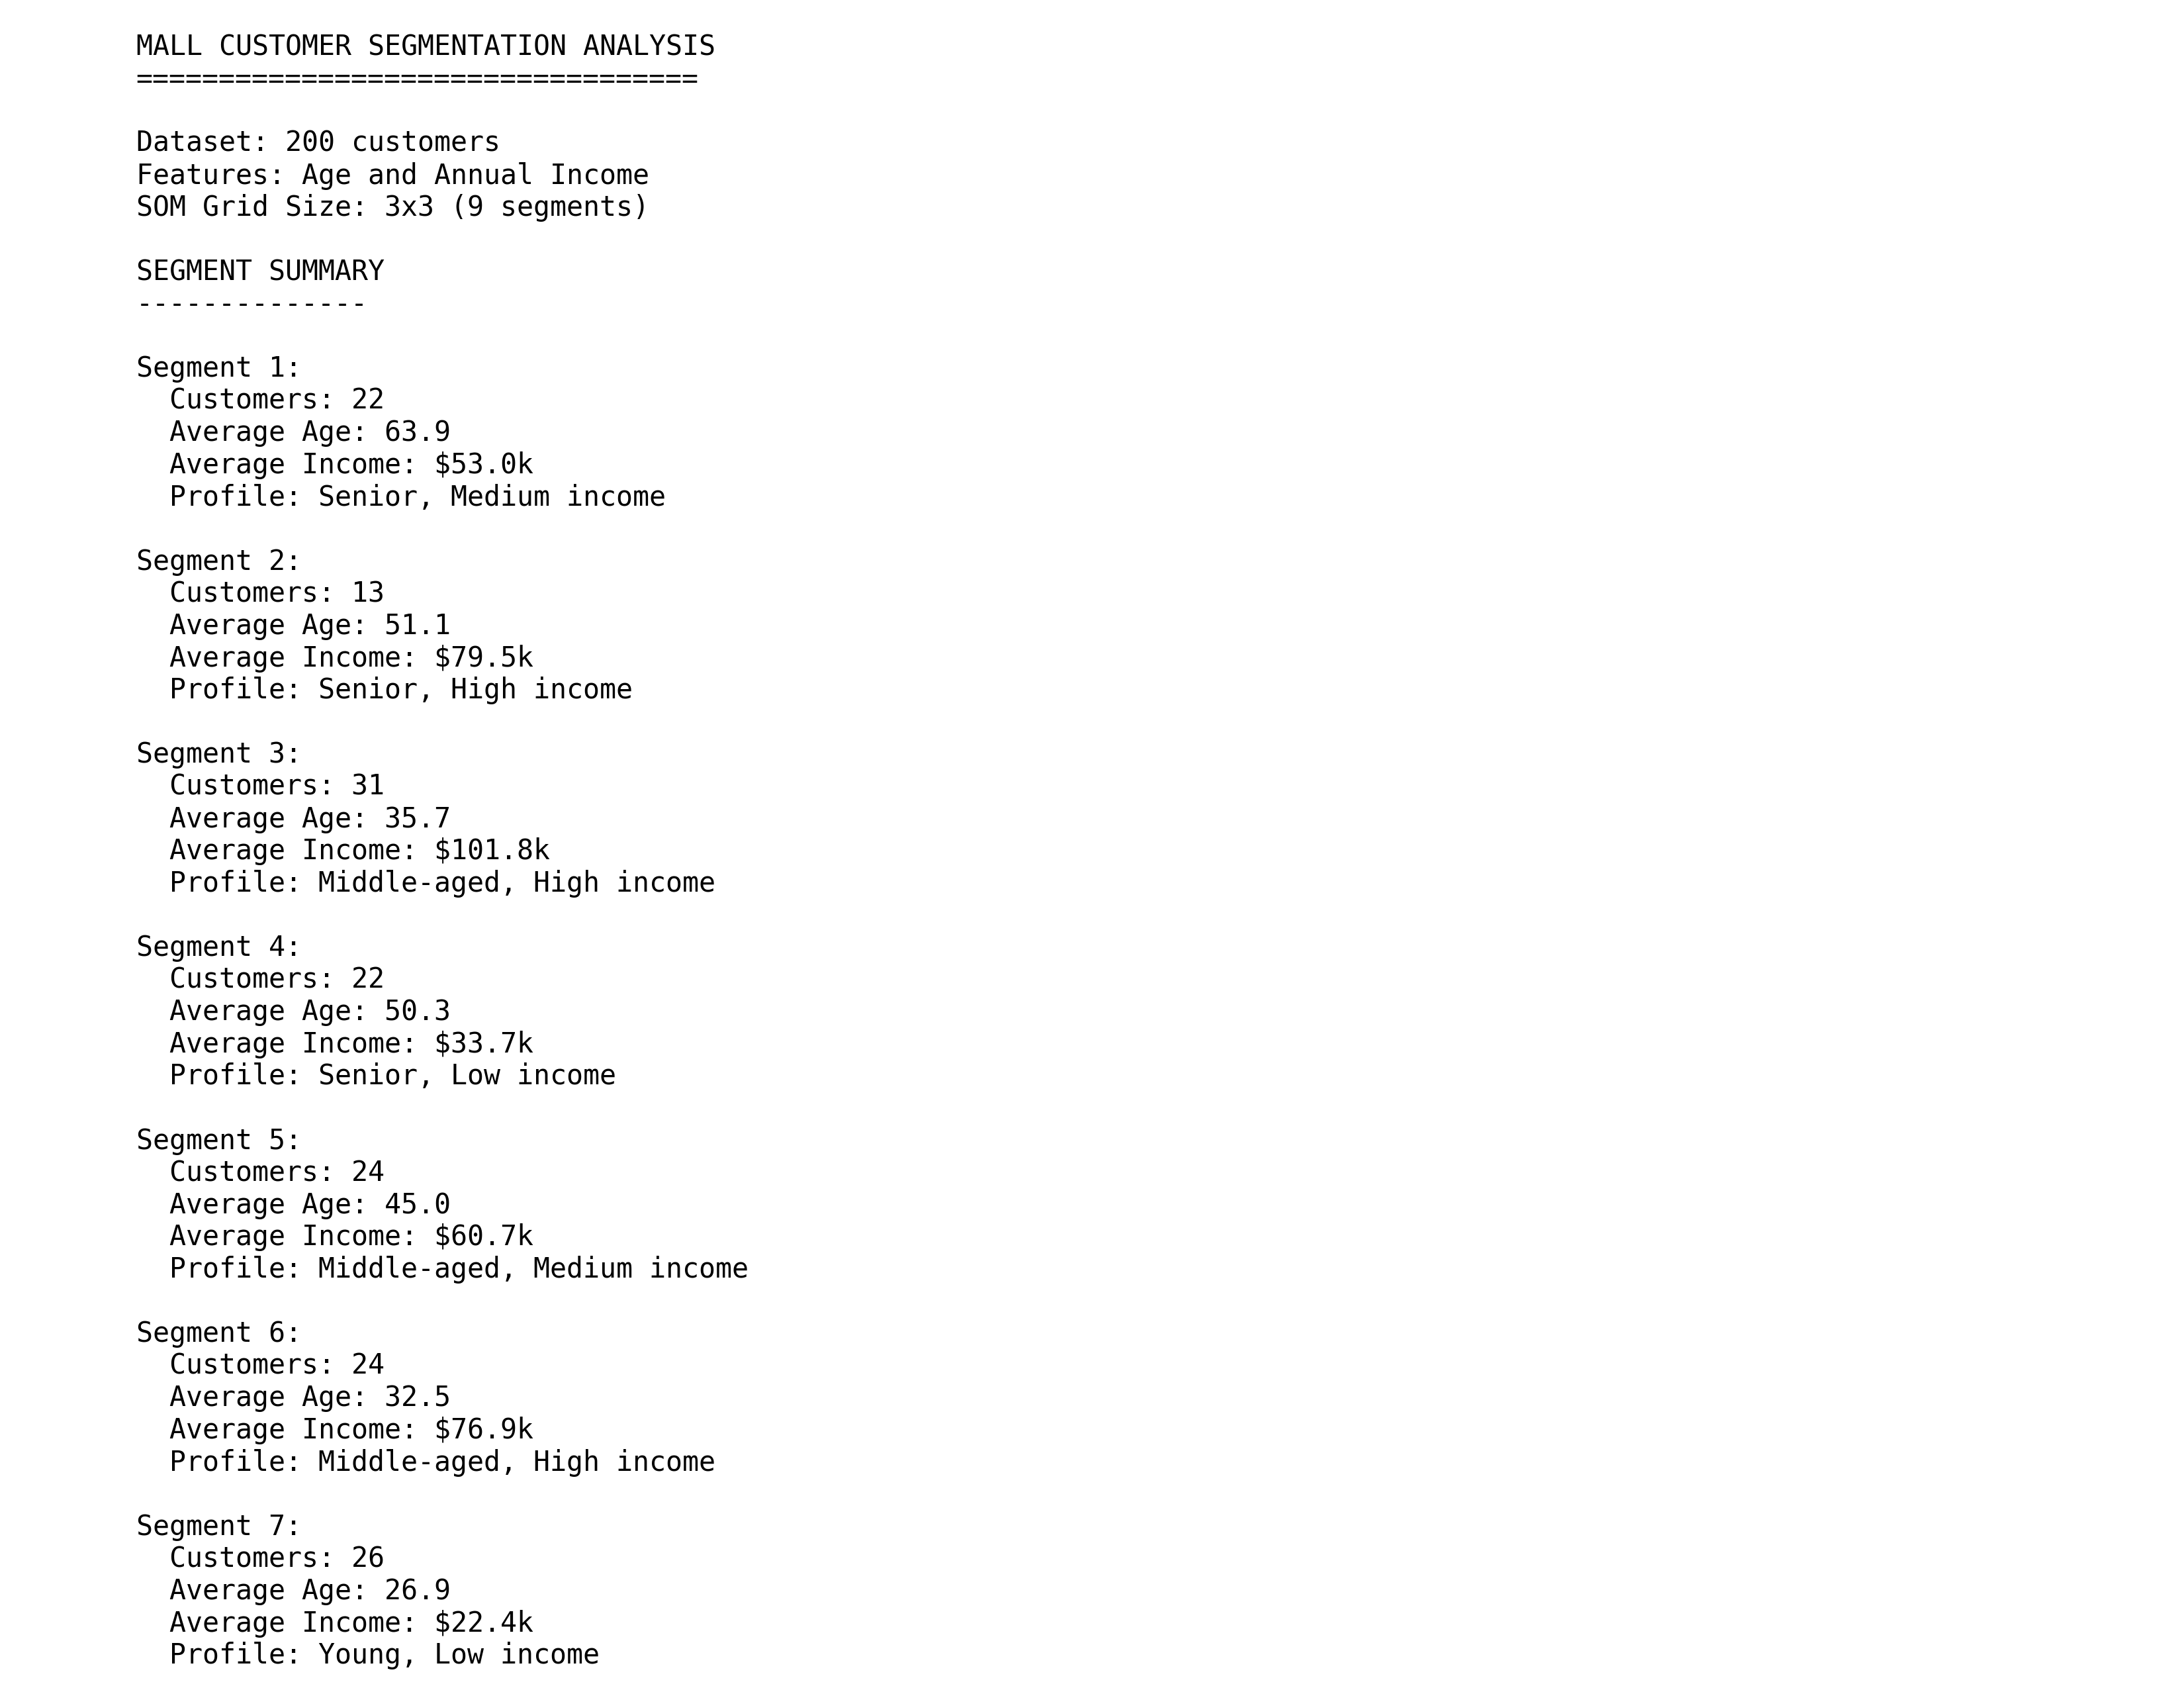 MALL CUSTOMER SEGMENTATION ANALYSIS
==================================
Dataset: 200 customers
Features: Age and Annual Income
SOM Grid Size: 3x3 (9 segments)
SEGMENT SUMMARY
--------------
Segment 1:
Customers: 22
Average Age: 63.9
Average Income: $53.0k
Profile: Senior, Medium income
Segment 2:
Customers: 13
Average Age: 51.1
Average Income: $79.5k
Profile: Senior, High income
Segment 3:
Customers: 31
Average Age: 35.7
Average Income: $101.8k
Profile: Middle-aged, High income
Segment 4:
Customers: 22
Average Age: 50.3
Average Income: $33.7k
Profile: Senior, Low income
Segment 5:
Customers: 24
Average Age: 45.0
Average Income: $60.7k
Profile: Middle-aged, Medium income
Segment 6:
Customers: 24
Average Age: 32.5
Average Income: $76.9k
Profile: Middle-aged, High income
Segment 7:
Customers: 26
Average Age: 26.9
Average Income: $22.4k
Profile: Young, Low income